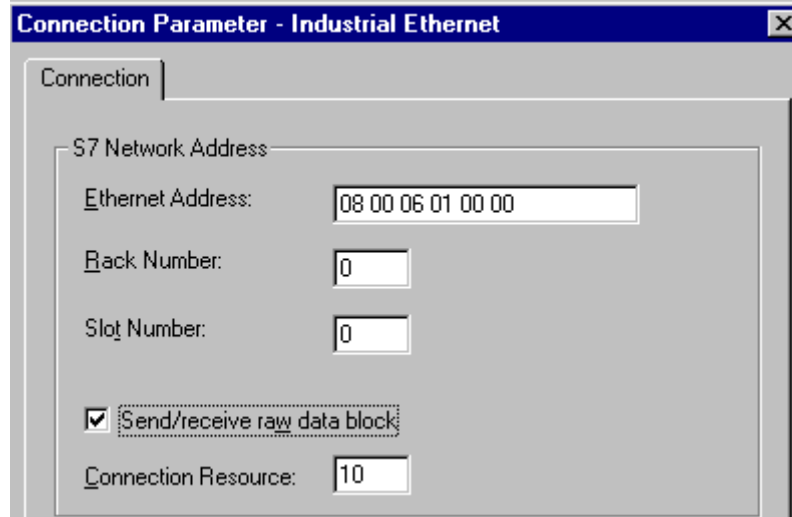 Connection Parameter - Industrial Ethernet
Connection
S7 Network Address
Ethernet Address: 08 00 06 01 00 00
Rack Number: 0
Slot Number: 0
Send/receive raw data block
Connection Resource: 10